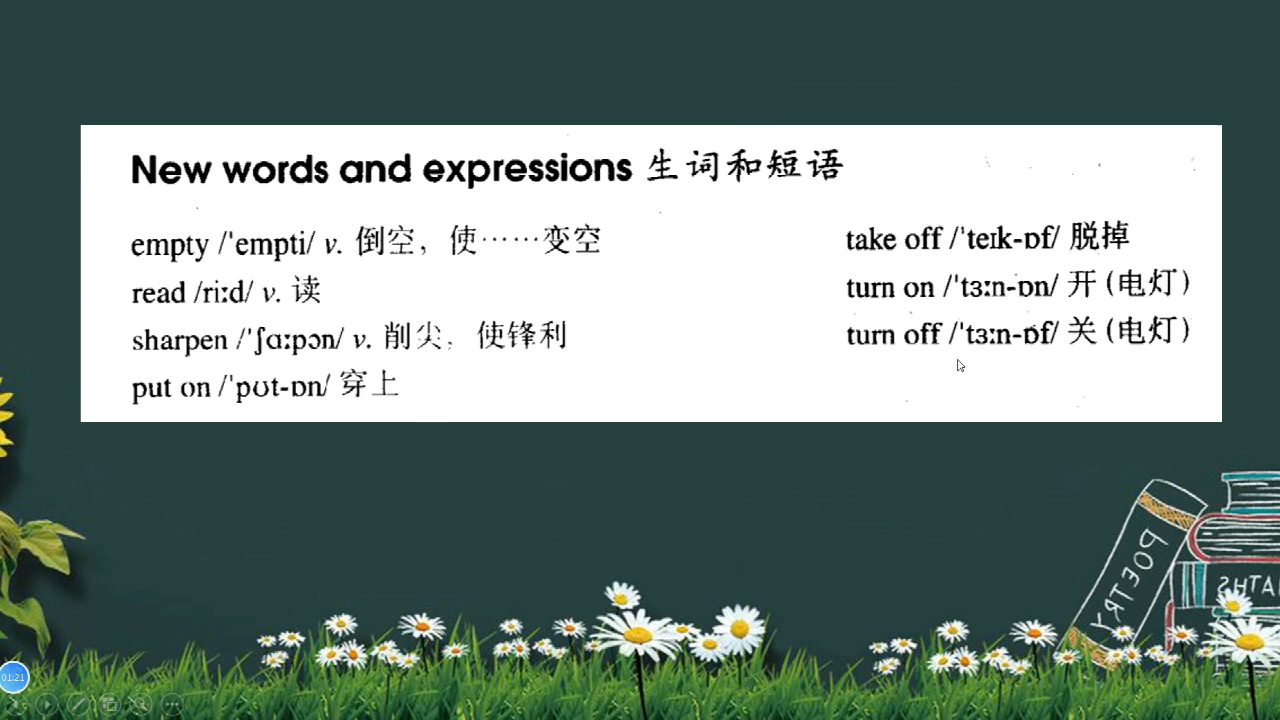 New words and expressions 生词和短语
empty /ˈempti/ v. 倒空，使……变空
read /riːd/ v. 读
sharpen /ˈʃɑːpən/ v. 削尖，使锋利
put on /ˈpʊt-ɒn/ 穿上
take off /ˈteɪk-ɒf/ 脱掉
turn on /ˈtɜːn-ɒn/ 开（电灯）
turn off /ˈtɜːn-ɒf/ 关（电灯）
POETRY
01:21